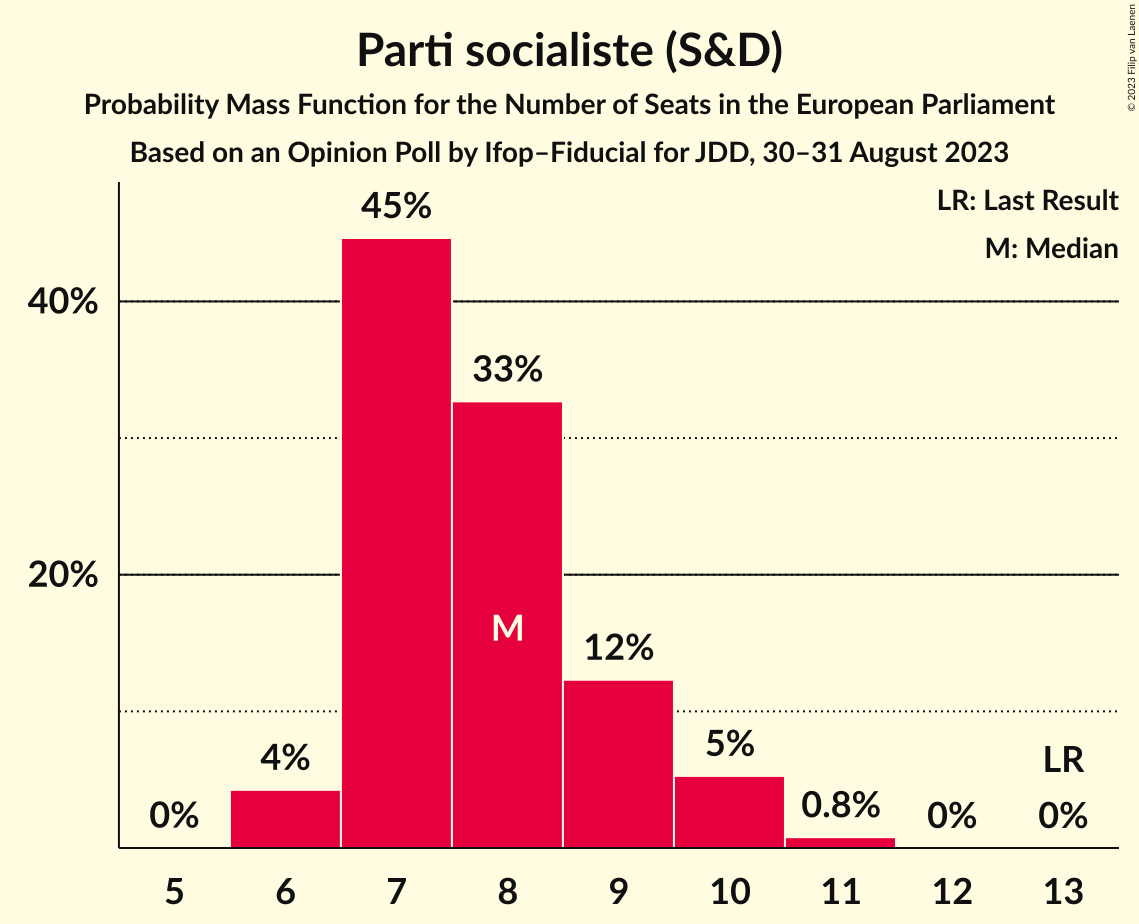 Parti socialiste (S&D)
Probability Mass Function for the Number of Seats in the European Parliament
Based on an Opinion Poll by Ifop–Fiducial for JDD, 30–31 August 2023
© 2023 Filip van Laenen
LR: Last Result
M: Median
45%
40%
33%
20%
M
12%
4%
5%
LR
0%
0.8%
0%
0%
5 6 7 8 9 10 11 12 13